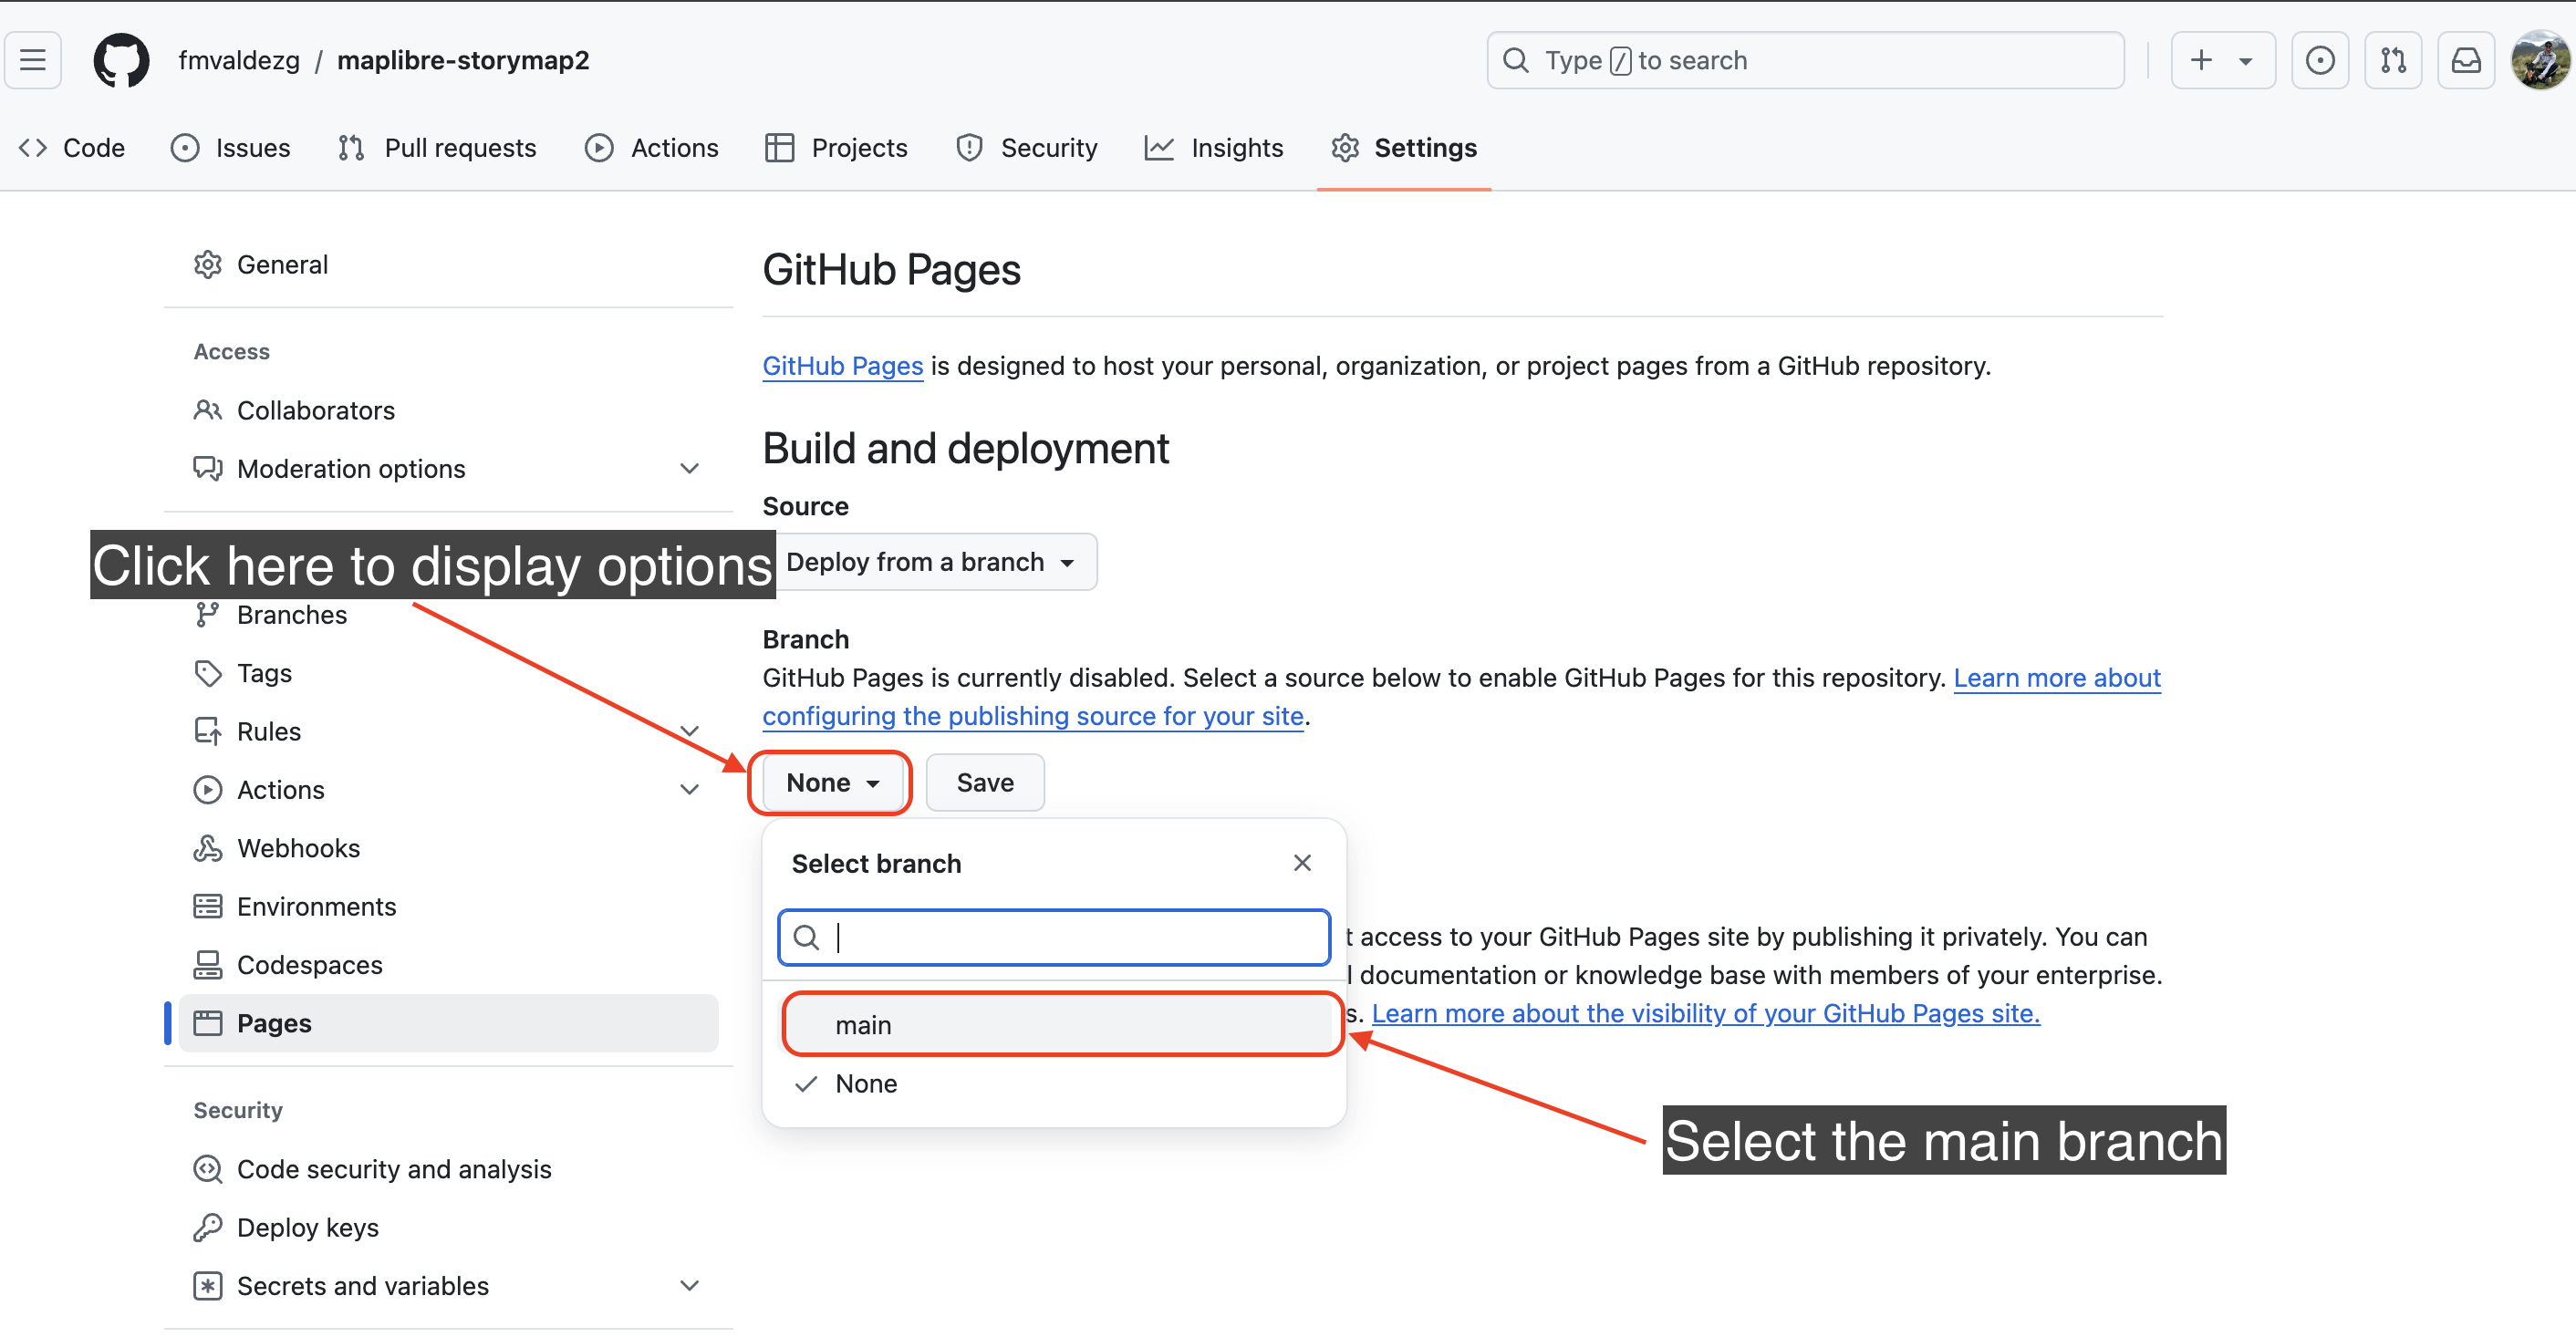 fmvaldezg / maplibre-storymap2
Type / to search
Code
Issues
Pull requests
Actions
Projects
Security
Insights
Settings
General
Access
Collaborators
Moderation options
Click here to display options
Branches
Tags
Rules
Actions
Webhooks
Environments
Codespaces
Pages
Security
Code security and analysis
Deploy keys
Secrets and variables
GitHub Pages
GitHub Pages is designed to host your personal, organization, or project pages from a GitHub repository.
Build and deployment
Source
Deploy from a branch
Branch
GitHub Pages is currently disabled. Select a source below to enable GitHub Pages for this repository. Learn more about
configuring the publishing source for your site.
None
Save
Select branch
main
None
access to your GitHub Pages site by publishing it privately. You can
documentation or knowledge base with members of your enterprise.
Learn more about the visibility of your GitHub Pages site.
Select the main branch